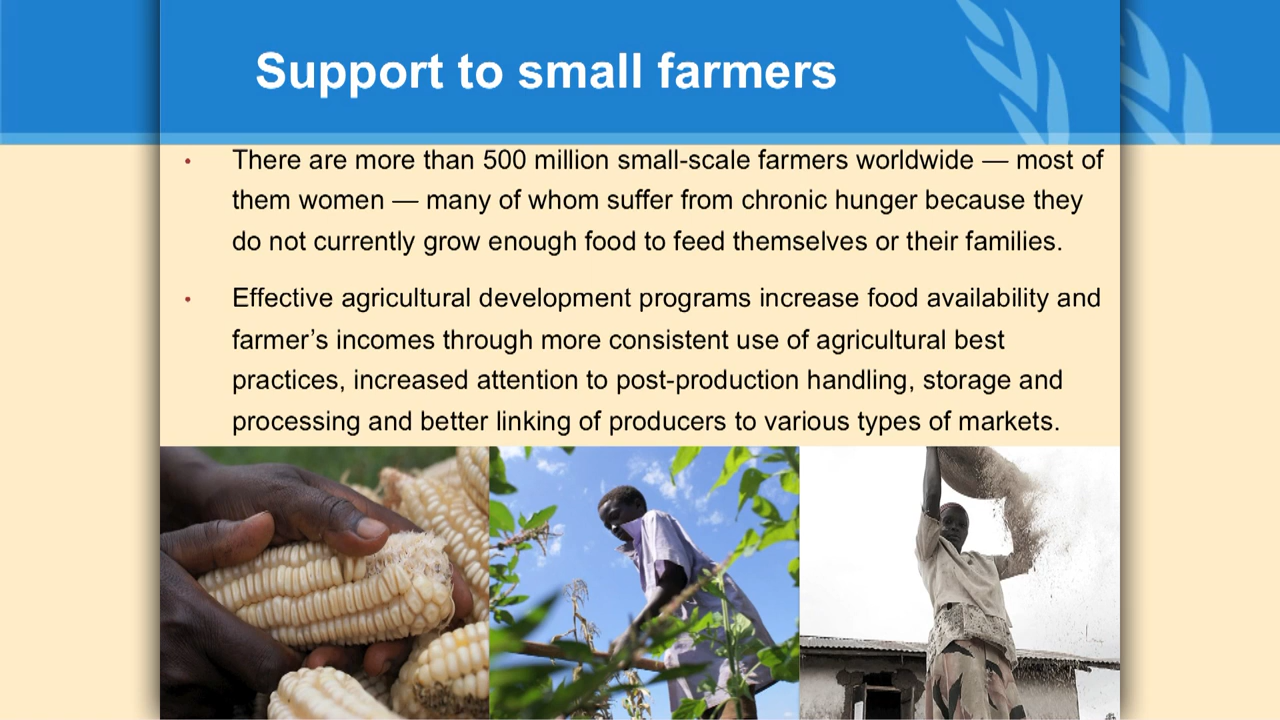 Support to small farmers
• There are more than 500 million small-scale farmers worldwide — most of
them women — many of whom suffer from chronic hunger because they
do not currently grow enough food to feed themselves or their families.
• Effective agricultural development programs increase food availability and
farmer’s incomes through more consistent use of agricultural best
practices, increased attention to post-production handling, storage and
processing and better linking of producers to various types of markets.